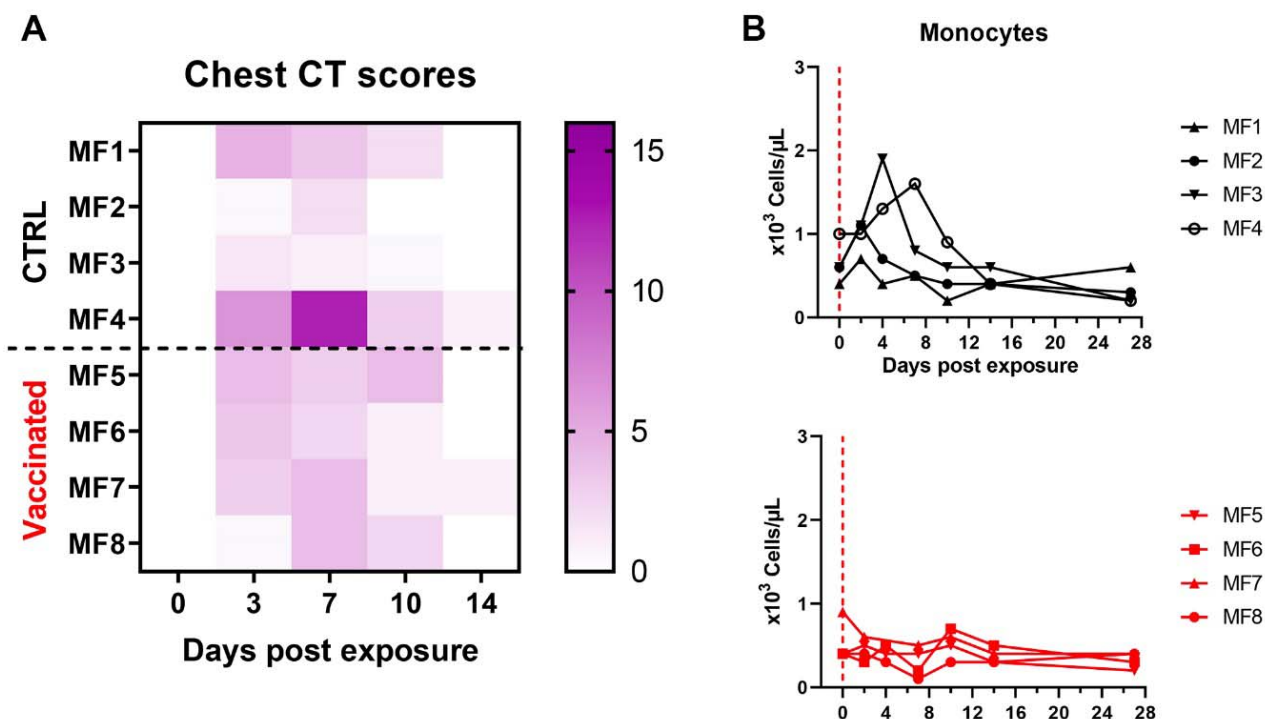 A
Chest CT scores
CTRL
MF1
MF2
MF3
MF4
Vaccinated
MF5
MF6
MF7
MF8
0 3 7 10 14
Days post exposure
15
10
5
0
B
Monocytes
x10³ Cells/µL
3
2
1
0
0 4 8 12 16 20 24 28
Days post exposure
MF1
MF2
MF3
MF4
x10³ Cells/µL
3
2
1
0
0 4 8 12 16 20 24 28
MF5
MF6
MF7
MF8